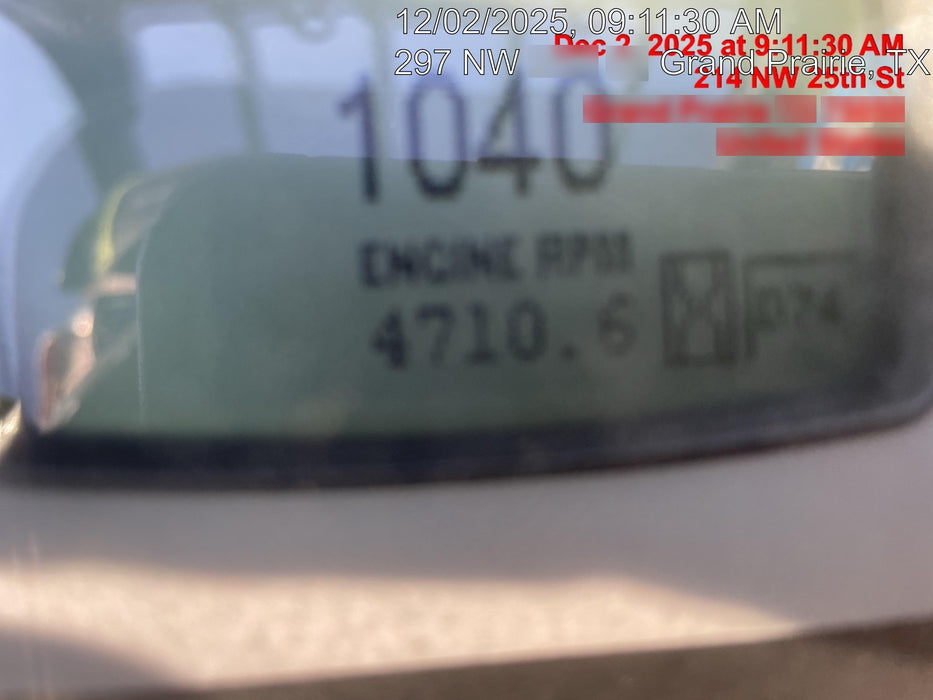 12/02/2025, 09:11:30 AM
Dec 2, 2025 at 9:11:30 AM
297 NW Grand Prairie, TX
214 NW 25th St
1040
ENGINE RPM
4710.6